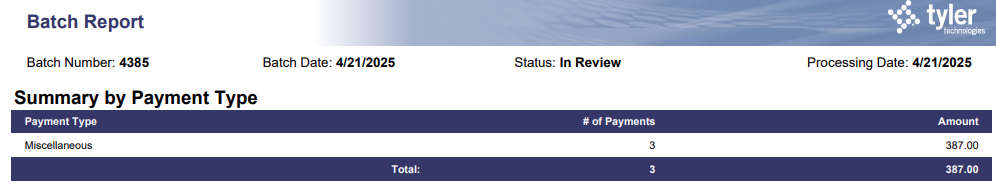 Batch Report
tyler
technologies
Batch Number: 4385 Batch Date: 4/21/2025 Status: In Review Processing Date: 4/21/2025
Summary by Payment Type
Payment Type # of Payments Amount
Miscellaneous 3 387.00
Total: 3 387.00